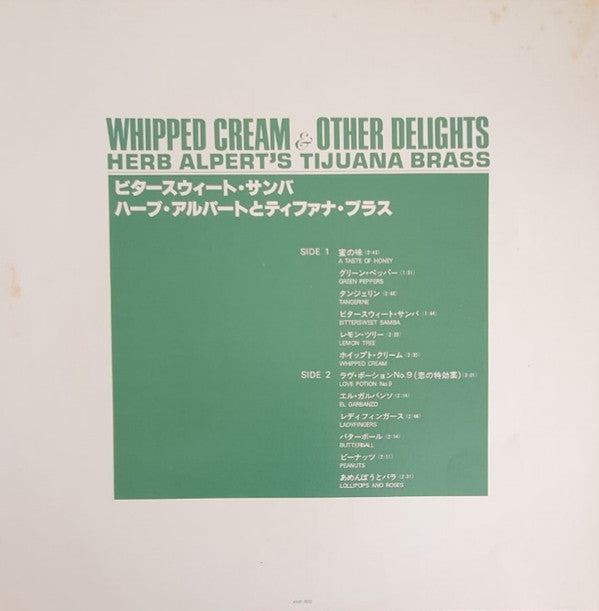 WHIPPED CREAM & OTHER DELIGHTS
HERB ALPERT'S TIJUANA BRASS
ビタースウィート・サンバ
ハーブ・アルバートとティファナ・ブラス
SIDE 1 蜜の味 (2:43)
A TASTE OF HONEY
グリーン・ペッパー (1:31)
GREEN PEPPERS
タンジェリン (2:46)
TANGERINE
ビタースウィート・サンバ (1:44)
BITTERSWEET SAMBA
レモン・ツリー (2:23)
LEMON TREE
ホイップト・クリーム (2:35)
WHIPPED CREAM
SIDE 2 ラヴ・ポーションNo.9 (恋の特効薬) (3:01)
LOVE POTION No.9
エル・ガルバンソ (2:14)
EL GARBANZO
レディフィンガース (2:46)
LADYFINGERS
バターボール (2:14)
BUTTERBALL
ピーナッツ (2:11)
PEANUTS
あめんぼうとバラ (2:31)
LOLLIPOPS AND ROSES